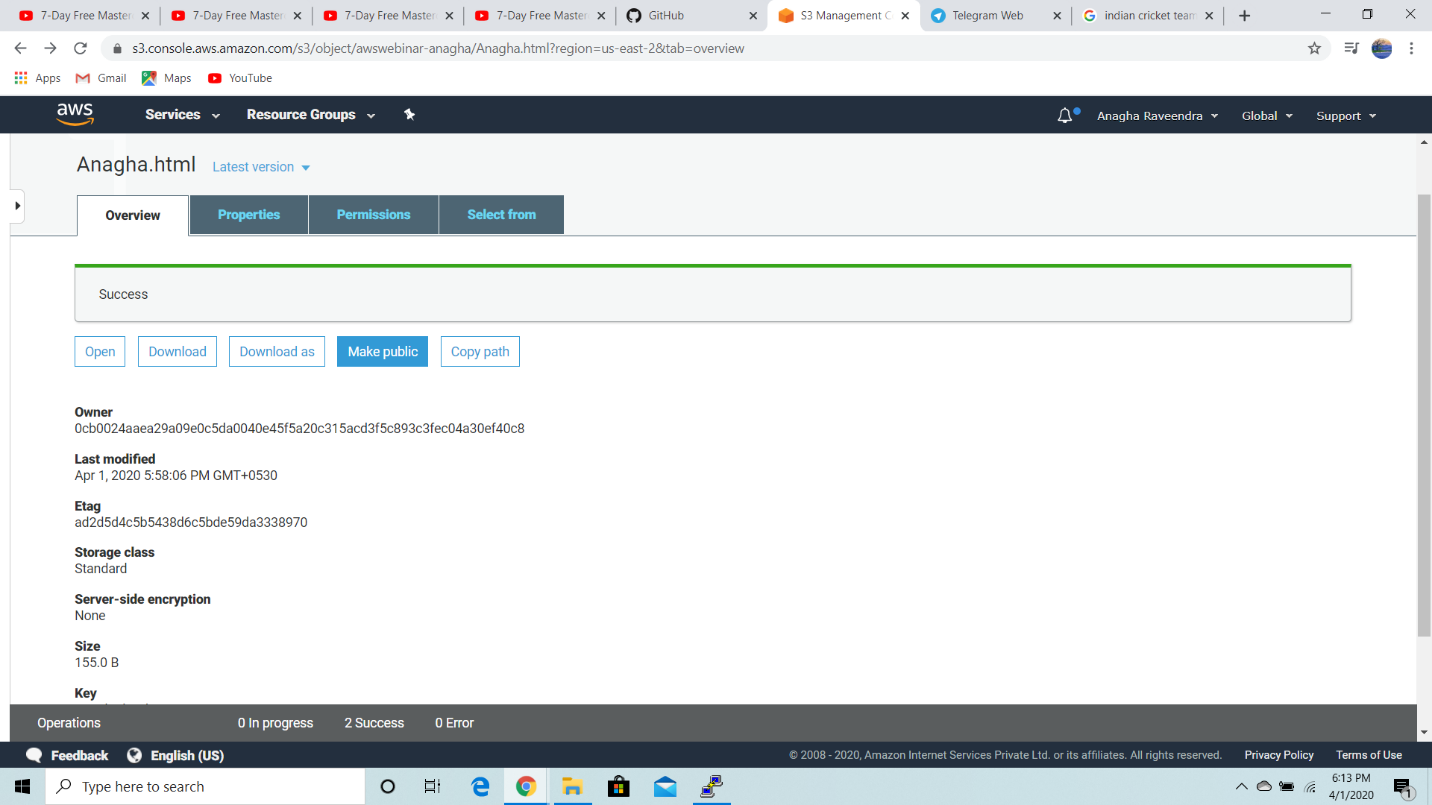 7-Day Free Master
7-Day Free Master
7-Day Free Master
7-Day Free Master
GitHub
S3 Management C
Telegram Web
indian cricket team
s3.console.aws.amazon.com/s3/object/awswebinar-anagha/Anagha.html?region=us-east-2&tab=overview
Apps Gmail Maps YouTube
aws Services Resource Groups Anagha Raveendra Global Support
Anagha.html Latest version
Overview Properties Permissions Select from
Success
Open Download Download as Make public Copy path
Owner
0cb0024aaea29a09e0c5da0040e45f5a20c315acd3f5c893c3fec04a30ef40c8
Last modified
Apr 1, 2020 5:58:06 PM GMT+0530
Etag
ad2d5d4c5b5438d6c5bde59da3338970
Storage class
Standard
Server-side encryption
None
Size
155.0 B
Key
Operations 0 In progress 2 Success 0 Error
Feedback English (US) © 2008 - 2020, Amazon Internet Services Private Ltd. or its affiliates. All rights reserved. Privacy Policy Terms of Use
Type here to search
6:13 PM
4/1/2020
1